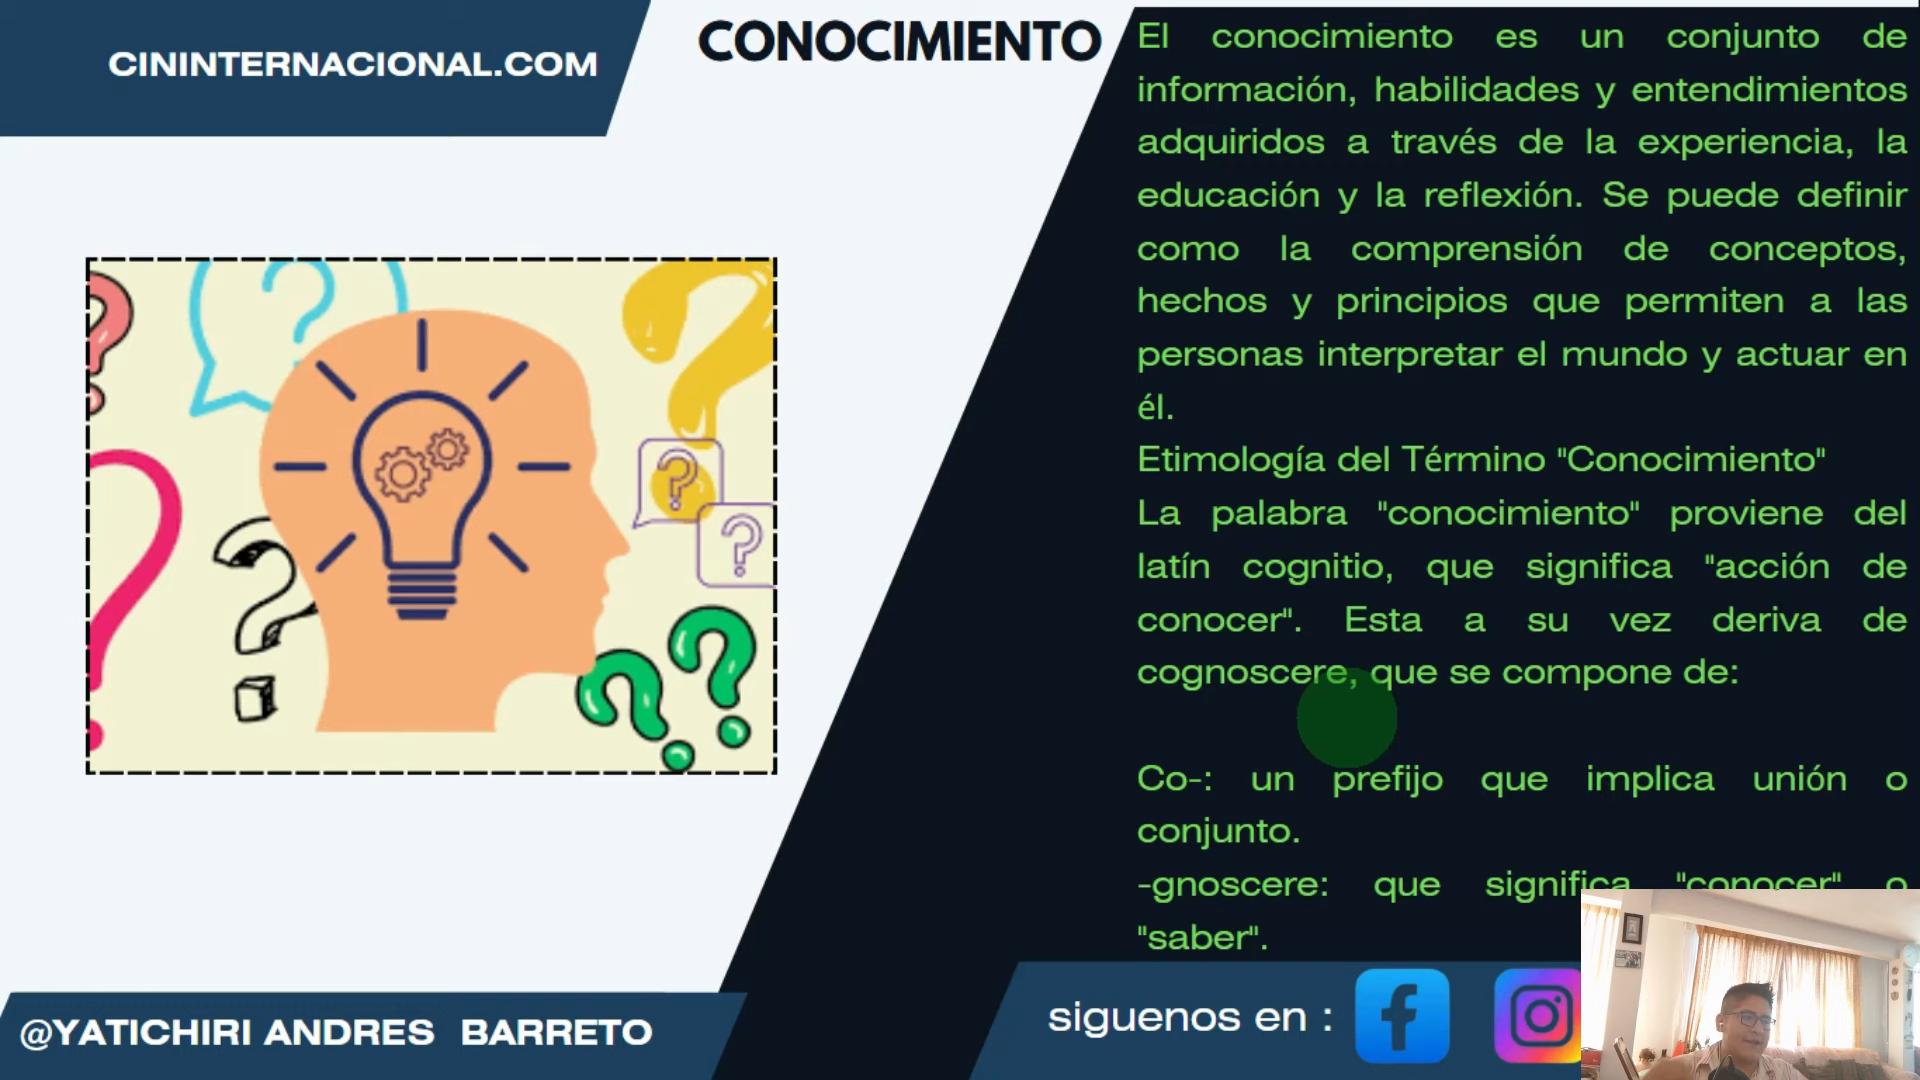 CININTERNACIONAL.COM
CONOCIMIENTO
El conocimiento es un conjunto de
información, habilidades y entendimientos
adquiridos a través de la experiencia, la
educación y la reflexión. Se puede definir
como la comprensión de conceptos,
hechos y principios que permiten a las
personas interpretar el mundo y actuar en
él.
Etimología del Término "Conocimiento"
La palabra "conocimiento" proviene del
latín cognitio, que significa "acción de
conocer". Esta a su vez deriva de
cognoscere, que se compone de:
Co-: un prefijo que implica unión o
conjunto.
-gnoscere: que significa "conocer" o
"saber".
@YATICHIRI ANDRES BARRETO
siguenos en :